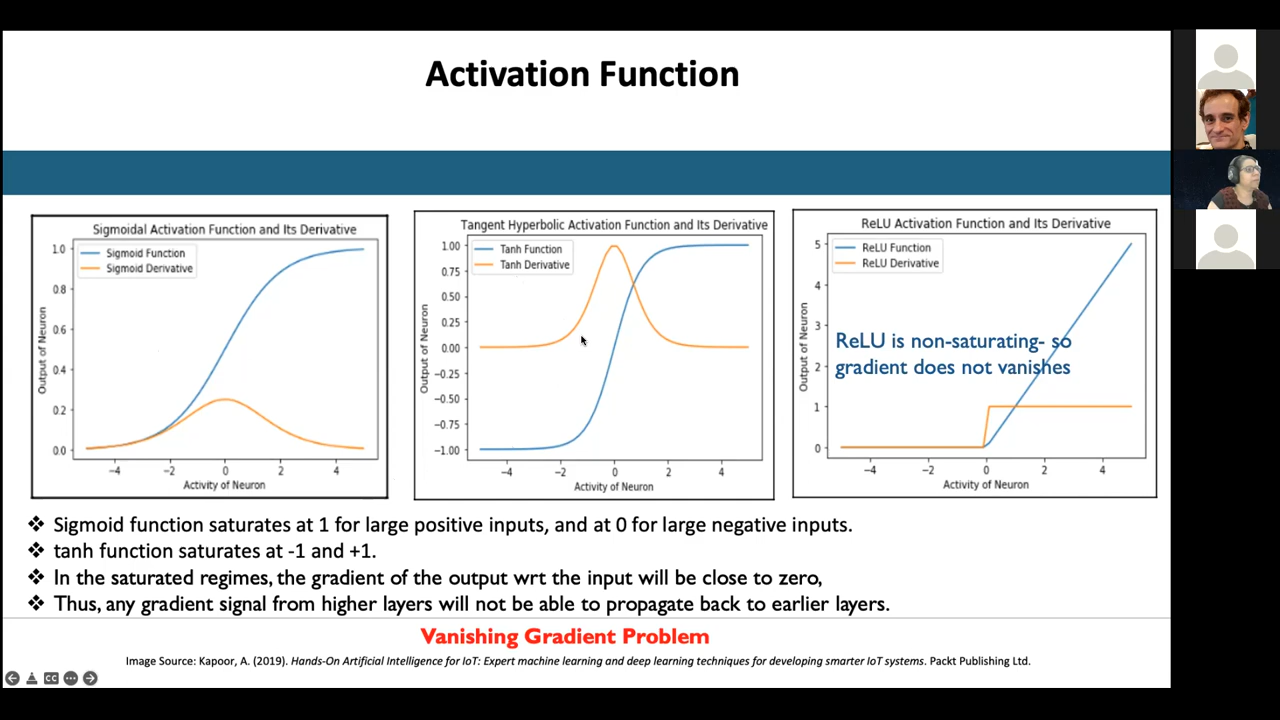 Activation Function
Sigmoidal Activation Function and Its Derivative
Sigmoid Function
Sigmoid Derivative
1.0
0.8
0.6
0.4
0.2
0.0
Output of Neuron
−4
−2
0
2
4
Activity of Neuron
Tangent Hyperbolic Activation Function and Its Derivative
Tanh Function
Tanh Derivative
1.00
0.75
0.50
0.25
0.00
−0.25
−0.50
−0.75
−1.00
Output of Neuron
−4
−2
0
2
4
Activity of Neuron
ReLU Activation Function and Its Derivative
ReLU Function
ReLU Derivative
5
4
3
2
1
0
Output of Neuron
ReLU is non-saturating- so
gradient does not vanishes
−4
−2
0
2
4
Activity of Neuron
❖ Sigmoid function saturates at 1 for large positive inputs, and at 0 for large negative inputs.
❖ tanh function saturates at -1 and +1.
❖ In the saturated regimes, the gradient of the output wrt the input will be close to zero,
❖ Thus, any gradient signal from higher layers will not be able to propagate back to earlier layers.
Vanishing Gradient Problem
Image Source: Kapoor, A. (2019). Hands-On Artificial Intelligence for IoT: Expert machine learning and deep learning techniques for developing smarter IoT systems. Packt Publishing Ltd.
CC